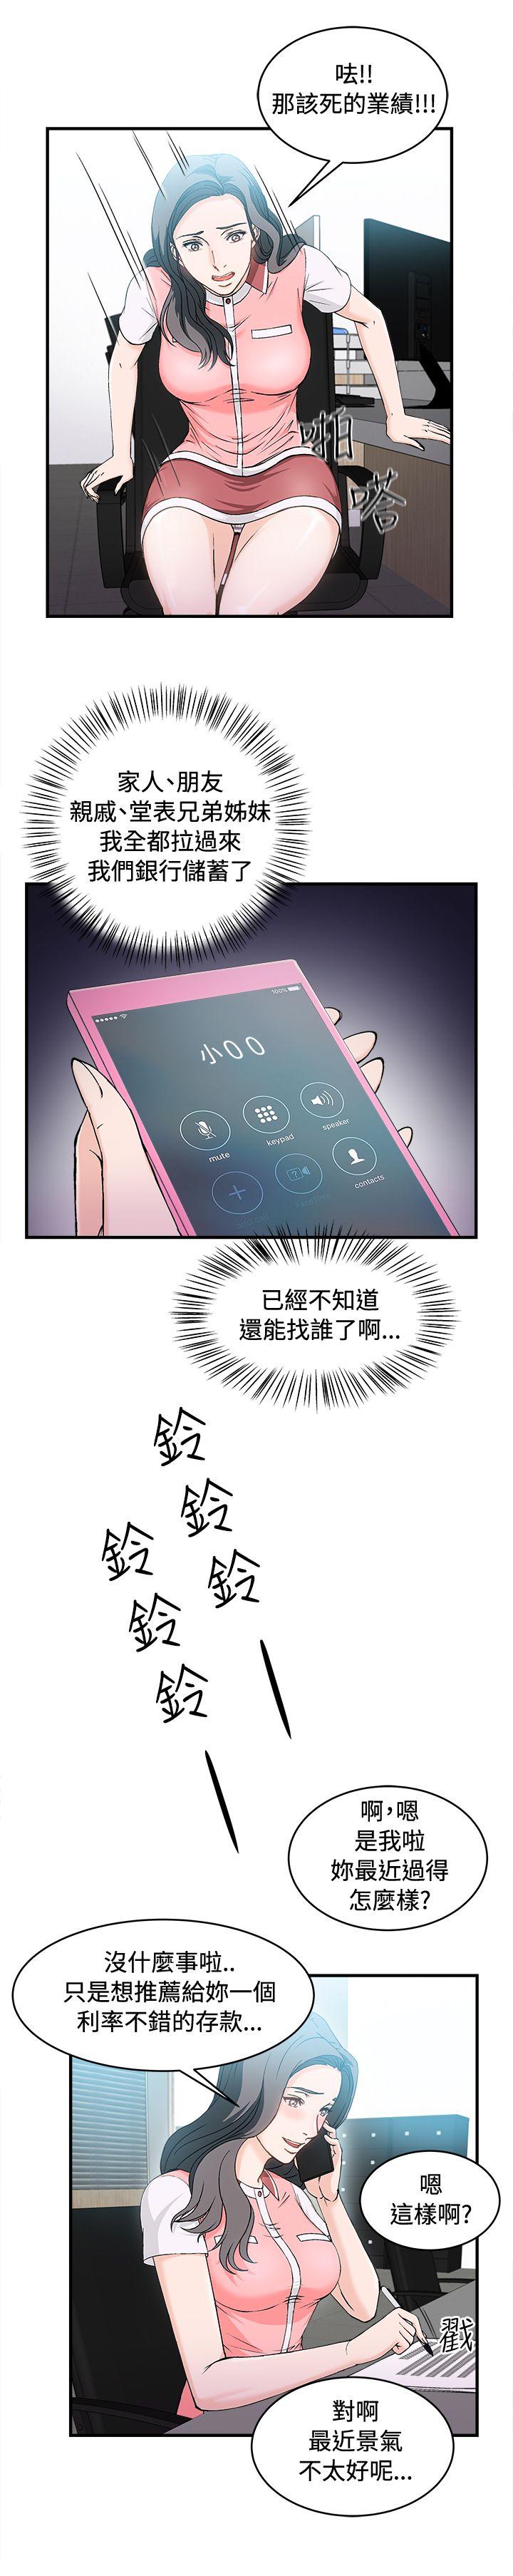 呿!!
那該死的業績!!!
啪
嗒
家人、朋友
親戚、堂表兄弟姊妹
我全都拉過來
我們銀行儲蓄了
100%
小00
mute
keypad
speaker
contacts
已經不知道
還能找誰了啊...
鈴
鈴
鈴
鈴
鈴
鈴
啊,嗯
是我啦
妳最近過得
怎麼樣?
沒什麼事啦..
只是想推薦給妳一個
利率不錯的存款...
嗯
這樣啊?
戳
對啊
最近景氣
不太好呢...